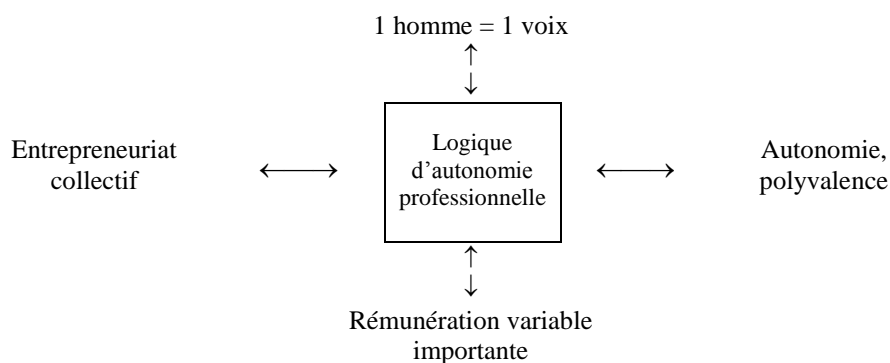 1 homme = 1 voix
Entrepreneuriat
collectif
Logique
d’autonomie
professionnelle
Autonomie,
polyvalence
Rémunération variable
importante